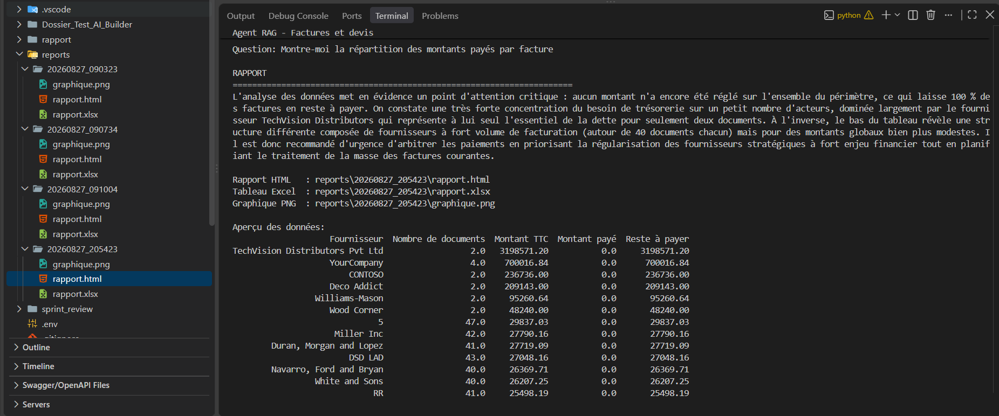 .vscode
Dossier_Test_AI_Builder
rapport
reports
20260827_090323
graphique.png
rapport.html
rapport.xlsx
20260827_090734
graphique.png
rapport.html
rapport.xlsx
20260827_091004
graphique.png
rapport.html
rapport.xlsx
20260827_205423
graphique.png
rapport.html
rapport.xlsx
sprint_review
.env
.gitignore
Outline
Timeline
Swagger/OpenAPI Files
Servers
Output Debug Console Ports Terminal Problems
python
Agent RAG - Factures et devis
Question: Montre-moi la répartition des montants payés par facture
RAPPORT
======================================================================
L'analyse des données met en évidence un point d'attention critique : aucun montant n'a encore été réglé sur l'ensemble du périmètre, ce qui laisse 100 % de
s factures en reste à payer. On constate une très forte concentration du besoin de trésorerie sur un petit nombre d'acteurs, dominée largement par le fourni
sseur TechVision Distributors qui représente à lui seul l'essentiel de la dette pour seulement deux documents. À l'inverse, le bas du tableau révèle une str
ucture différente composée de fournisseurs à fort volume de facturation (autour de 40 documents chacun) mais pour des montants globaux bien plus modestes. I
l est donc recommandé d'urgence d'arbitrer les paiements en priorisant la régularisation des fournisseurs stratégiques à fort enjeu financier tout en planif
iant le traitement de la masse des factures courantes.
Rapport HTML : reports\20260827_205423\rapport.html
Tableau Excel : reports\20260827_205423\rapport.xlsx
Graphique PNG : reports\20260827_205423\graphique.png
Aperçu des données:
Fournisseur Nombre de documents Montant TTC Montant payé Reste à payer
TechVision Distributors Pvt Ltd 2.0 3198571.20 0.0 3198571.20
YourCompany 4.0 700016.84 0.0 700016.84
CONTOSO 2.0 236736.00 0.0 236736.00
Deco Addict 2.0 209143.00 0.0 209143.00
Williams-Mason 2.0 95260.64 0.0 95260.64
Wood Corner 2.0 48240.00 0.0 48240.00
5 47.0 29837.03 0.0 29837.03
Miller Inc 42.0 27790.16 0.0 27790.16
Duran, Morgan and Lopez 41.0 27719.09 0.0 27719.09
DSD LAD 43.0 27048.16 0.0 27048.16
Navarro, Ford and Bryan 40.0 26369.71 0.0 26369.71
White and Sons 40.0 26207.25 0.0 26207.25
RR 41.0 25498.19 0.0 25498.19